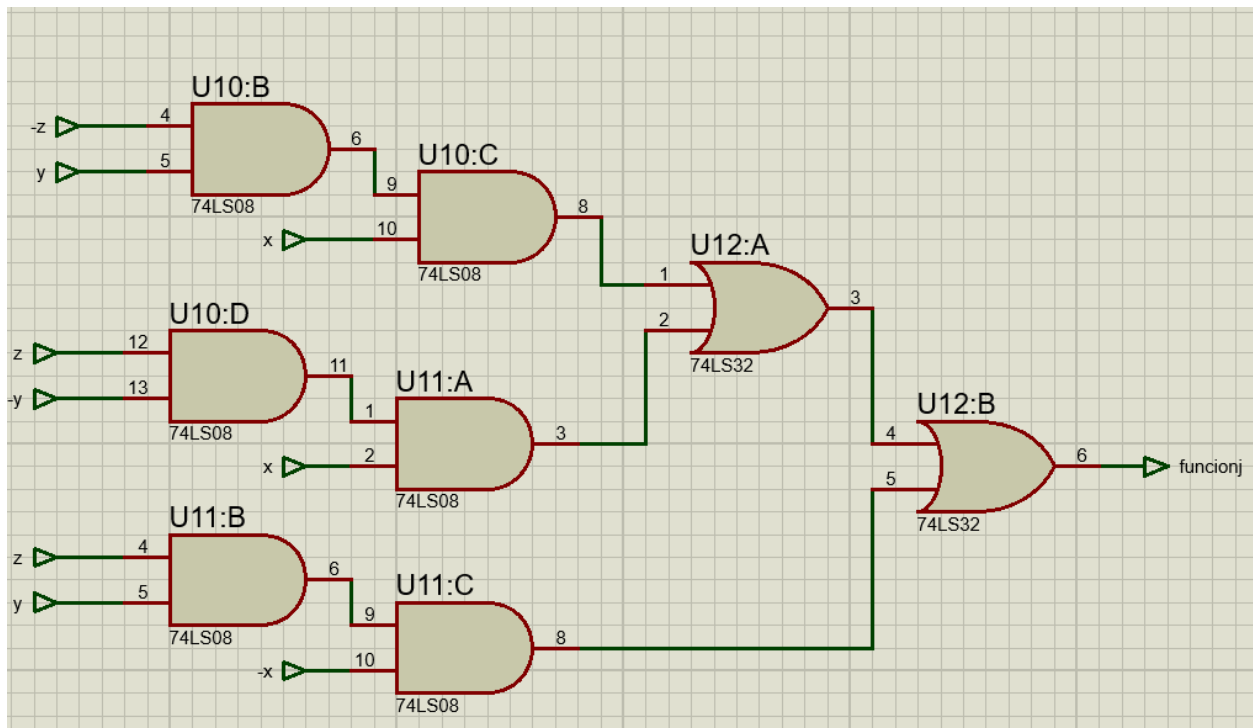 U10:B
-z
4
y
5
6
74LS08
U10:C
9
x
10
8
74LS08
U12:A
1
2
3
74LS32
U10:D
z
12
-y
13
11
74LS08
U11:A
1
x
2
3
74LS08
U12:B
4
5
6
funcionj
74LS32
U11:B
z
4
y
5
6
74LS08
U11:C
9
-x
10
8
74LS08